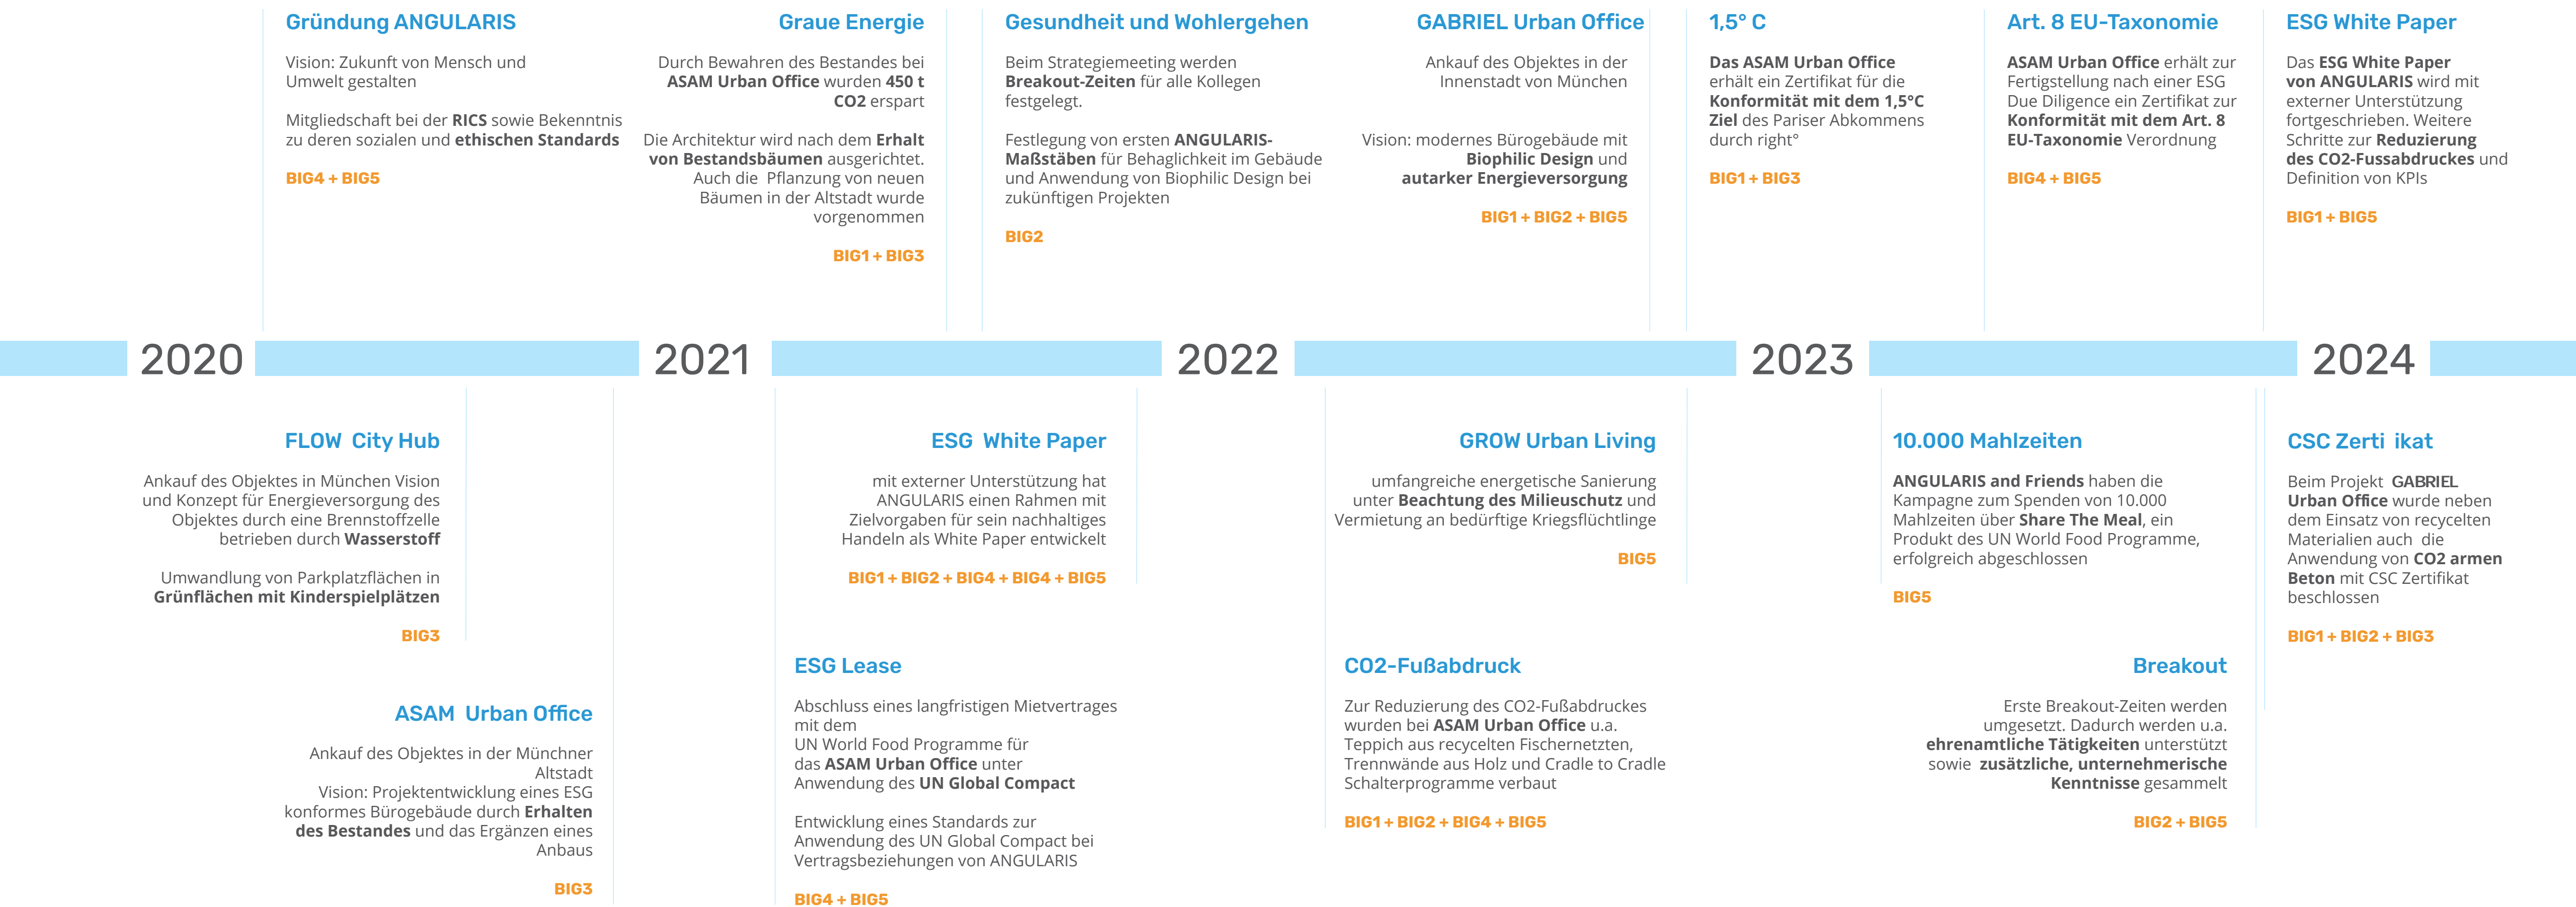 Gründung ANGULARIS
Vision: Zukunft von Mensch und
Umwelt gestalten
Mitgliedschaft bei der RICS sowie Bekenntnis
zu deren sozialen und ethischen Standards
BIG4 + BIG5
Graue Energie
Durch Bewahren des Bestandes bei
ASAM Urban Office wurden 450 t
CO2 erspart
Die Architektur wird nach dem Erhalt
von Bestandsbäumen ausgerichtet.
Auch die Pflanzung von neuen
Bäumen in der Altstadt wurde
vorgenommen
BIG1 + BIG3
Gesundheit und Wohlergehen
Beim Strategiemeeting werden
Breakout-Zeiten für alle Kollegen
festgelegt.
Festlegung von ersten ANGULARIS-
Maßstäben für Behaglichkeit im Gebäude
und Anwendung von Biophilic Design bei
zukünftigen Projekten
BIG2
GABRIEL Urban Office
Ankauf des Objektes in der
Innenstadt von München
Vision: modernes Bürogebäude mit
Biophilic Design und
autarker Energieversorgung
BIG1 + BIG2 + BIG5
1,5° C
Das ASAM Urban Office
erhält ein Zertifikat für die
Konformität mit dem 1,5°C
Ziel des Pariser Abkommens
durch right°
BIG1 + BIG3
Art. 8 EU-Taxonomie
ASAM Urban Office erhält zur
Fertigstellung nach einer ESG
Due Diligence ein Zertifikat zur
Konformität mit dem Art. 8
EU-Taxonomie Verordnung
BIG4 + BIG5
ESG White Paper
Das ESG White Paper
von ANGULARIS wird mit
externer Unterstützung
fortgeschrieben. Weitere
Schritte zur Reduzierung
des CO2-Fussabdruckes und
Definition von KPIs
BIG1 + BIG5
2020 2021 2022 2023 2024
FLOW City Hub
Ankauf des Objektes in München Vision
und Konzept für Energieversorgung des
Objektes durch eine Brennstoffzelle
betrieben durch Wasserstoff
Umwandlung von Parkplatzflächen in
Grünflächen mit Kinderspielplätzen
BIG3
ASAM Urban Office
Ankauf des Objektes in der Münchner
Altstadt
Vision: Projektentwicklung eines ESG
konformes Bürogebäude durch Erhalten
des Bestandes und das Ergänzen eines
Anbaus
BIG3
ESG White Paper
mit externer Unterstützung hat
ANGULARIS einen Rahmen mit
Zielvorgaben für sein nachhaltiges
Handeln als White Paper entwickelt
BIG1 + BIG2 + BIG4 + BIG4 + BIG5
ESG Lease
Abschluss eines langfristigen Mietvertrages
mit dem
UN World Food Programme für
das ASAM Urban Office unter
Anwendung des UN Global Compact
Entwicklung eines Standards zur
Anwendung des UN Global Compact bei
Vertragsbeziehungen von ANGULARIS
BIG4 + BIG5
GROW Urban Living
umfangreiche energetische Sanierung
unter Beachtung des Milieuschutz und
Vermietung an bedürftige Kriegsflüchtlinge
BIG5
CO2-Fußabdruck
Zur Reduzierung des CO2-Fußabdruckes
wurden bei ASAM Urban Office u.a.
Teppich aus recycelten Fischernetzten,
Trennwände aus Holz und Cradle to Cradle
Schalterprogramme verbaut
BIG1 + BIG2 + BIG4 + BIG5
10.000 Mahlzeiten
ANGULARIS and Friends haben die
Kampagne zum Spenden von 10.000
Mahlzeiten über Share The Meal, ein
Produkt des UN World Food Programme,
erfolgreich abgeschlossen
BIG5
Breakout
Erste Breakout-Zeiten werden
umgesetzt. Dadurch werden u.a.
ehrenamtliche Tätigkeiten unterstützt
sowie zusätzliche, unternehmerische
Kenntnisse gesammelt
BIG2 + BIG5
CSC Zerti ikat
Beim Projekt GABRIEL
Urban Office wurde neben
dem Einsatz von recycelten
Materialien auch die
Anwendung von CO2 armen
Beton mit CSC Zertifikat
beschlossen
BIG1 + BIG2 + BIG3